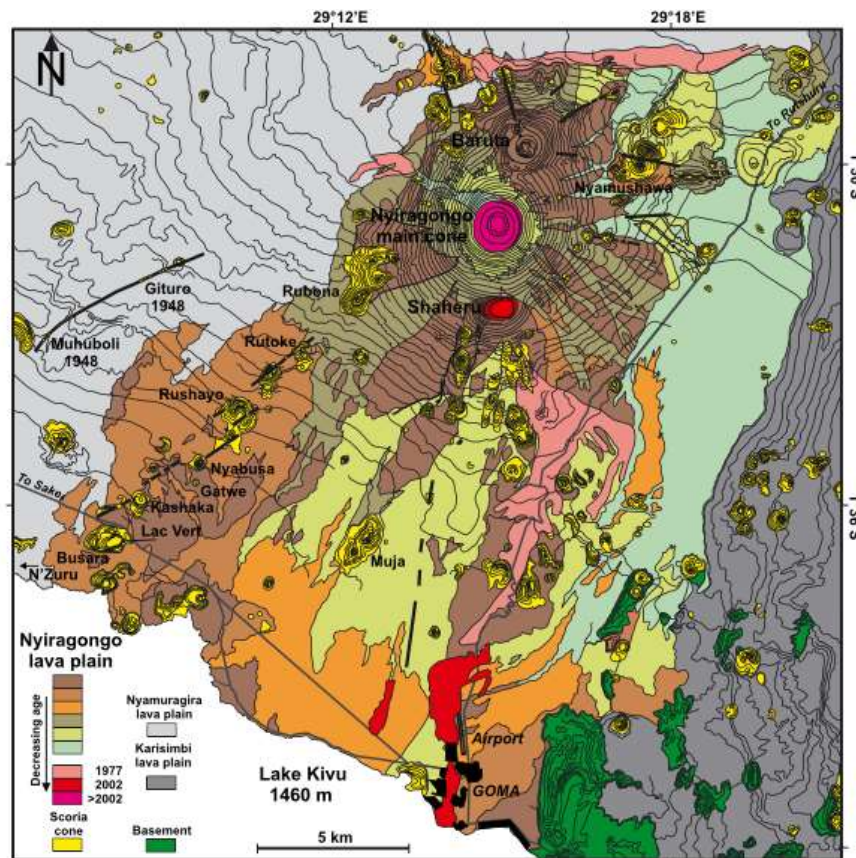 29°12'E
29°18'E
N
To Rutshuru
Baruta
Nyamushawa
Nyiragongo
main cone
Gituro
1948
Rubona
Shaheru
Muhuboli
1948
Rutoke
Rushayo
Nyabusa
Gatwe
To Sake
Kashaka
Lac Vert
Busara
N'Zuru
Muja
Nyiragongo
lava plain
Decreasing age
Nyamuragira
lava plain
Karisimbi
lava plain
1977
2002
>2002
Scoria
cone
Basement
Airport
GOMA
Lake Kivu
1460 m
5 km